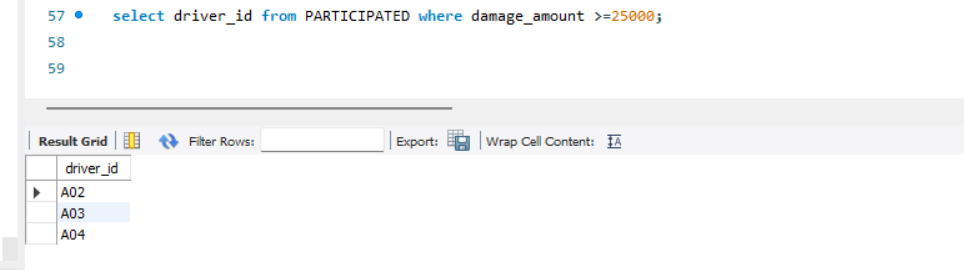 57 select driver_id from PARTICIPATED where damage_amount >=25000;
58
59
Result Grid Filter Rows: Export: Wrap Cell Content: IA
driver_id
A02
A03
A04